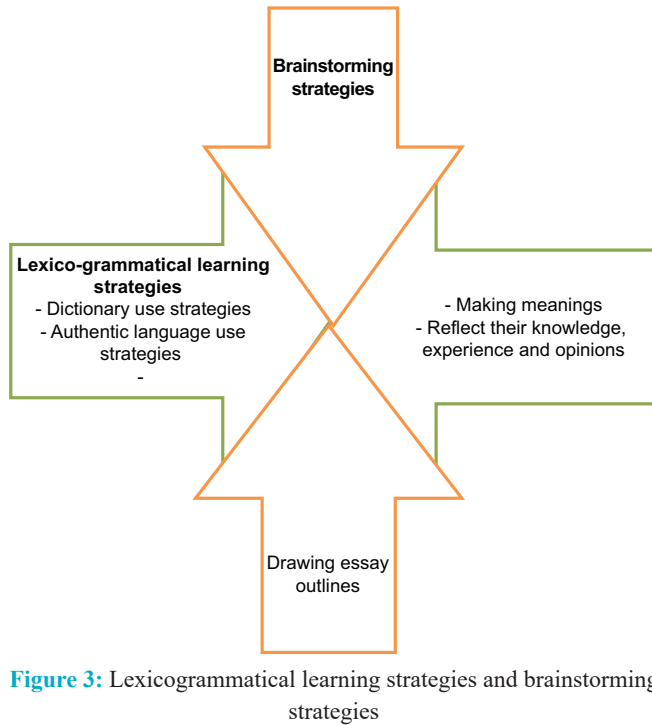 Brainstorming
strategies
Lexico-grammatical learning
strategies
- Dictionary use strategies
- Authentic language use
strategies
-
- Making meanings
- Reflect their knowledge,
experience and opinions
Drawing essay
outlines
Figure 3: Lexicogrammatical learning strategies and brainstorming
strategies